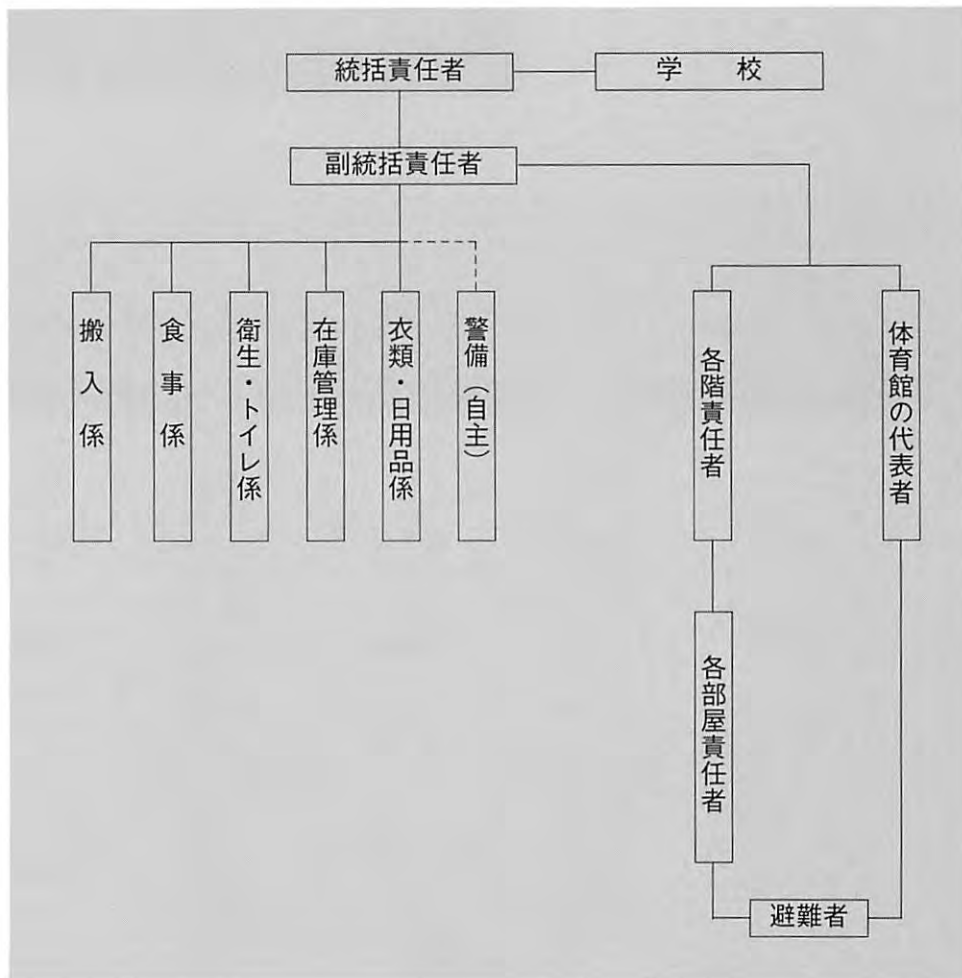 統括責任者
学校
副統括責任者
搬入係
食事係
衛生・トイレ係
在庫管理係
衣類・日用品係
警備（自主）
各階責任者
体育館の代表者
各部屋責任者
避難者